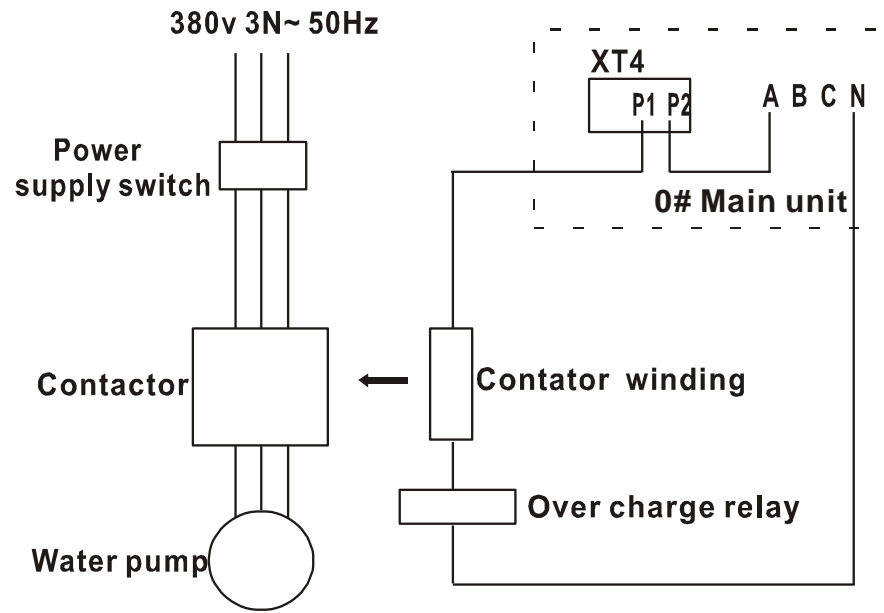 380v 3N~ 50Hz
XT4
P1 P2
A B C N
Power
supply switch
0# Main unit
Contactor
Contator winding
Over charge relay
Water pump